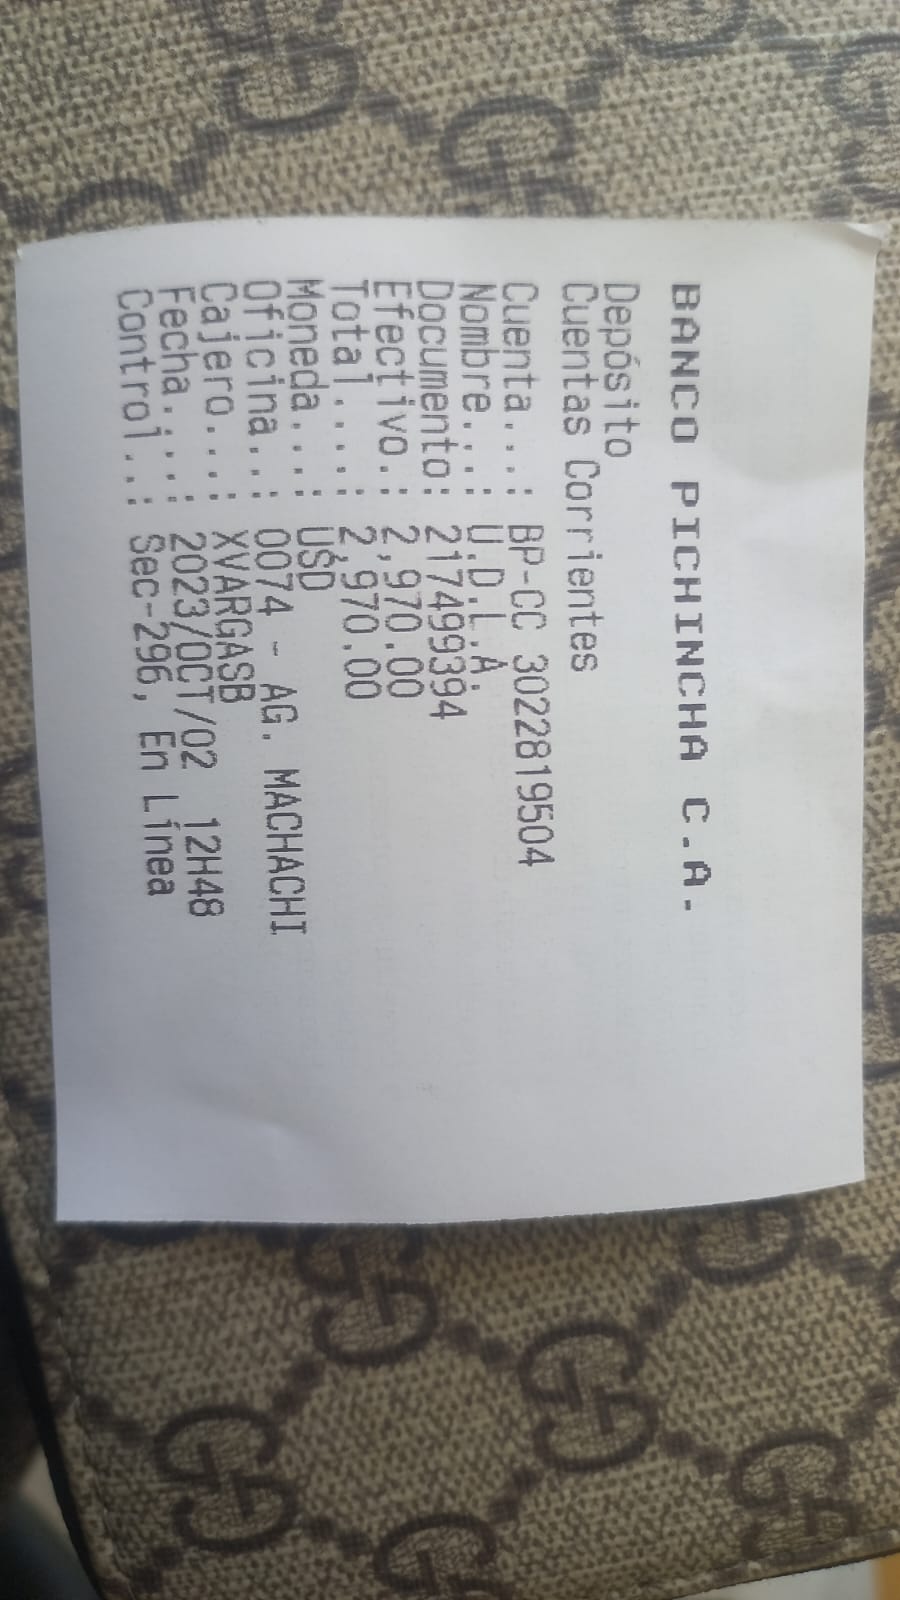 BANCO PICHINCHA C.A.
Depósito
Cuentas Corrientes
Cuenta...: BP-CC 3022819504
Nombre...: U.D.L.A.
Documento: 217499394
Efectivo.: 2,970.00
Total....: 2,970.00
Moneda...: USD
Oficina..: 0074 - AG. MACHACHI
Cajero...: XVARGASB
Fecha....: 2023/OCT/02 12H48
Control..: Sec-296, En Línea